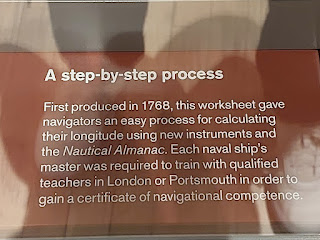 A step-by-step process
First produced in 1768, this worksheet gave
navigators an easy process for calculating
their longitude using new instruments and
the Nautical Almanac. Each naval ship's
master was required to train with qualified
teachers in London or Portsmouth in order to
gain a certificate of navigational competence.